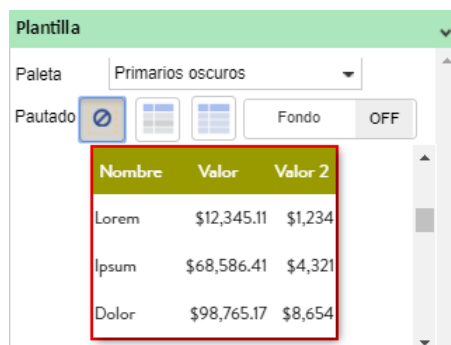 Plantilla
Paleta Primarios oscuros
Pautado Fondo OFF
Nombre Valor Valor 2
Lorem $12,345.11 $1,234
Ipsum $68,586.41 $4,321
Dolor $98,765.17 $8,654